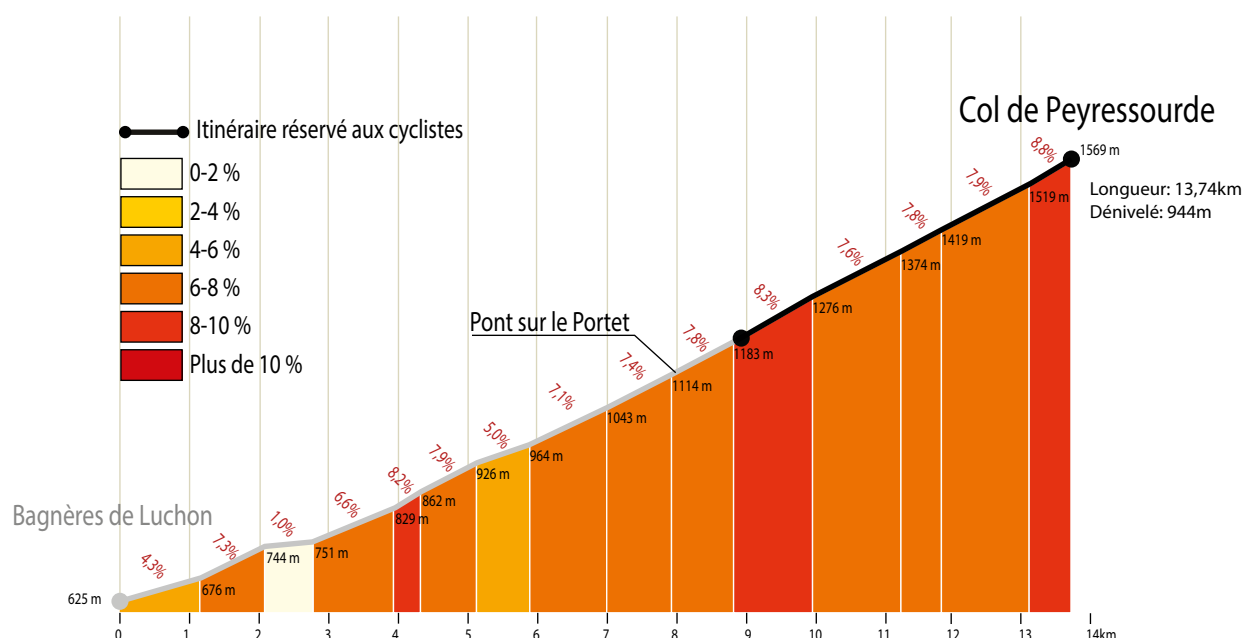 Col de Peyressourde
1569 m
Longueur: 13,74km
Dénivelé: 944m
Itinéraire réservé aux cyclistes
0-2 %
2-4 %
4-6 %
6-8 %
8-10 %
Plus de 10 %
Pont sur le Portet
Bagnères de Luchon
4,3%
7,3%
1,0%
6,6%
8,2%
7,9%
5,0%
7,1%
7,4%
7,8%
8,3%
7,6%
7,8%
7,9%
8,8%
625 m
676 m
744 m
751 m
829 m
862 m
926 m
964 m
1043 m
1114 m
1183 m
1276 m
1374 m
1419 m
1519 m
0 1 2 3 4 5 6 7 8 9 10 11 12 13 14km